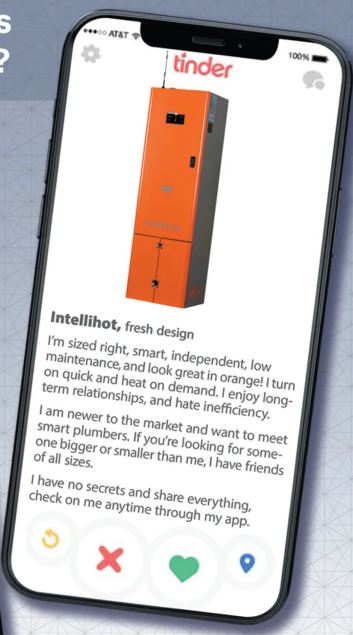 s
?
AT&T
100%
tinder
Intellihot, fresh design
I'm sized right, smart, independent, low
maintenance, and look great in orange! I turn
on quick and heat on demand. I enjoy long-
term relationships, and hate inefficiency.
I am newer to the market and want to meet
smart plumbers. If you're looking for some-
one bigger or smaller than me, I have friends
of all sizes.
I have no secrets and share everything,
check on me anytime through my app.